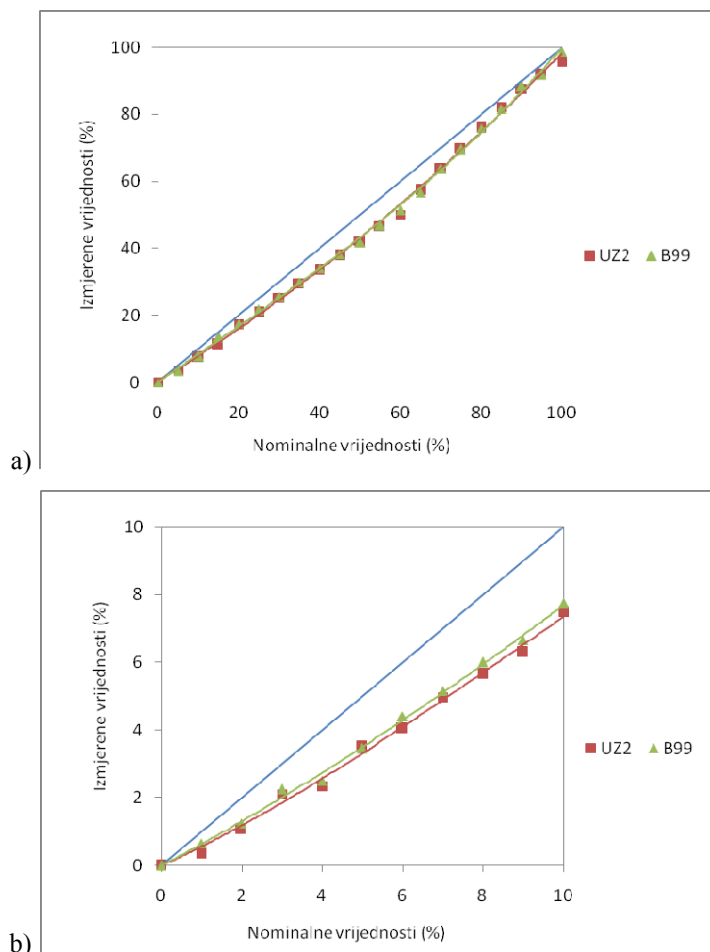 100
80
60
40
20
0
Izmjerene vrijednosti (%)
0 20 40 60 80 100
Nominalne vrijednosti (%)
UZ2 B99
a)
10
8
6
4
2
0
Izmjerene vrijednosti (%)
0 2 4 6 8 10
Nominalne vrijednosti (%)
UZ2 B99
b)